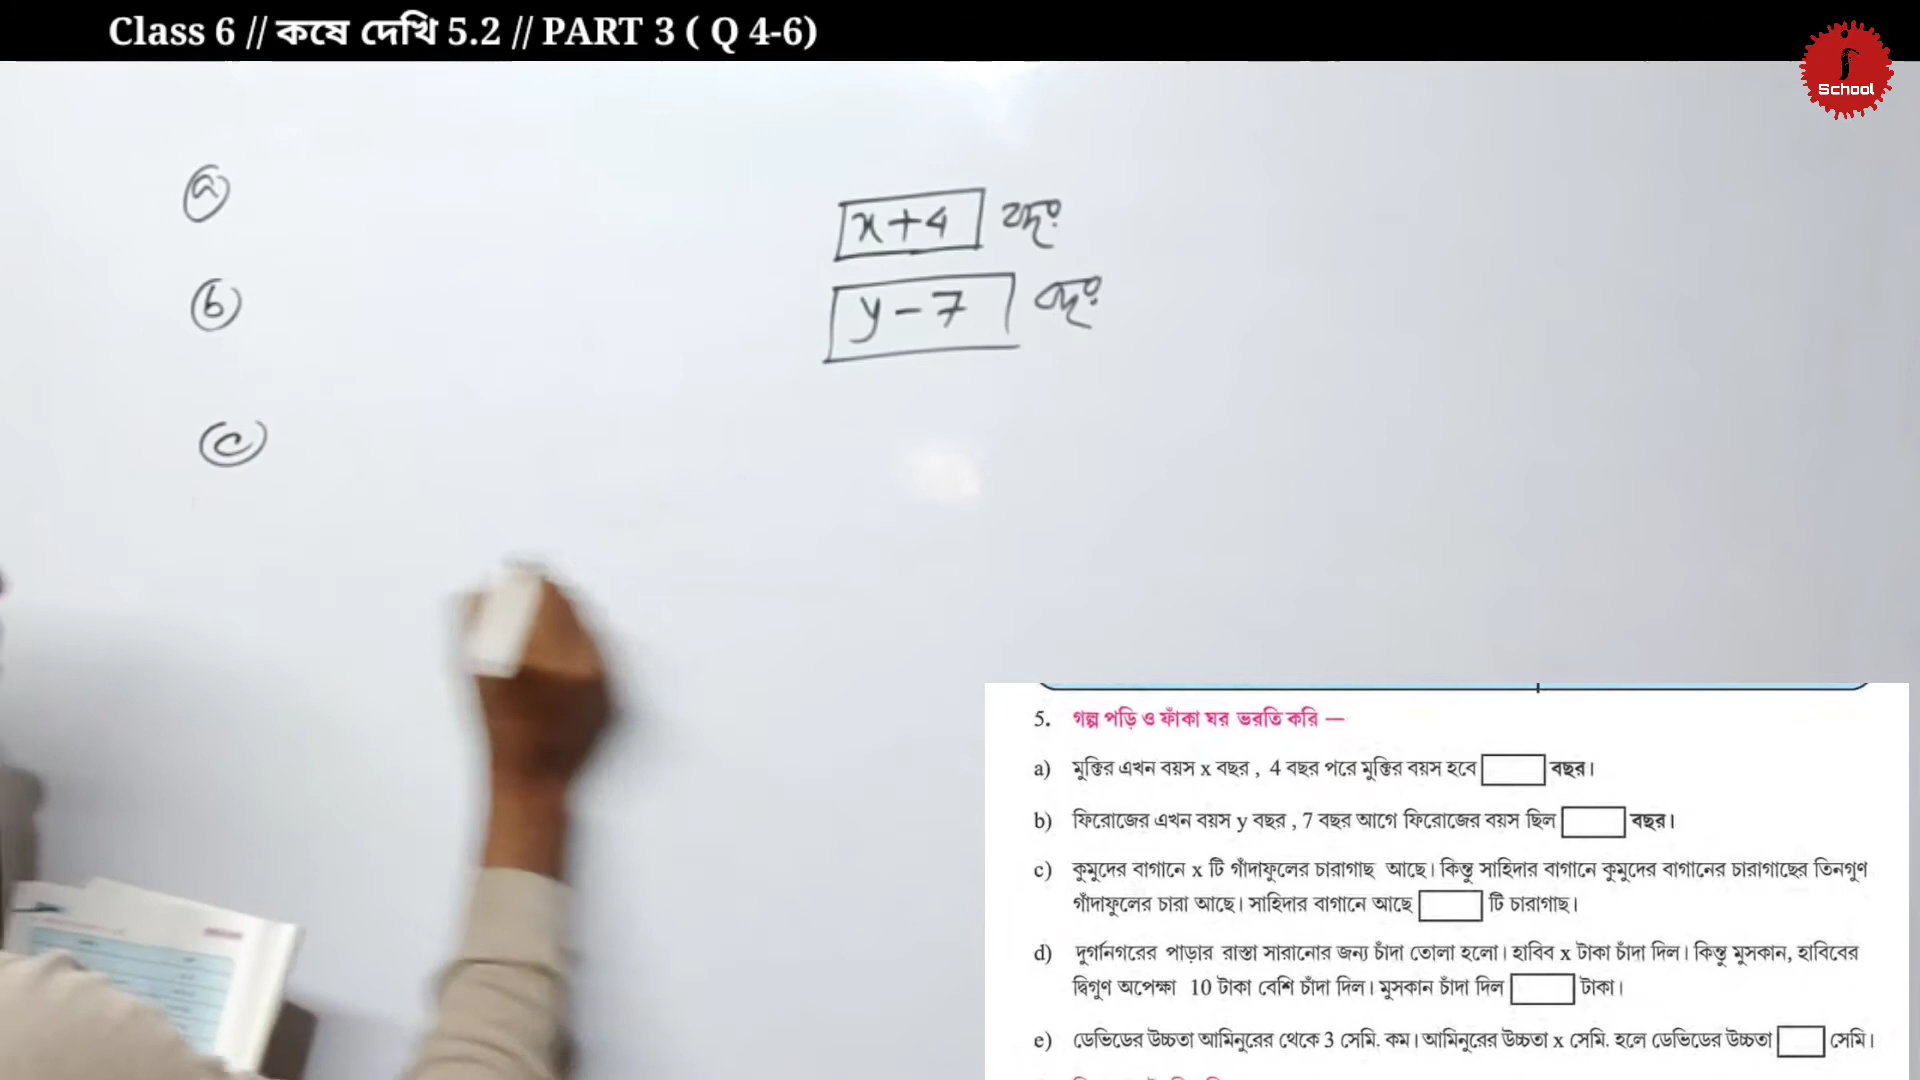 Class 6 // কষে দেখি 5.2 // PART 3 ( Q 4-6)
School
a
x+4
b
y-7
c
5. গল্প পড়ি ও ফাঁকা ঘর ভরতি করি —
a) মুক্তির এখন বয়স x বছর , 4 বছর পরে মুক্তির বয়স হবে বছর।
b) ফিরোজের এখন বয়স y বছর , 7 বছর আগে ফিরোজের বয়স ছিল বছর।
c) কুমুদের বাগানে x টি গাঁদাফুলের চারাগাছ আছে। কিন্তু সাহিদার বাগানে কুমুদের বাগানের চারাগাছের তিনগুণ
গাঁদাফুলের চারা আছে। সাহিদার বাগানে আছে টি চারাগাছ।
d) দুর্গানগরের পাড়ার রাস্তা সারানোর জন্য চাঁদা তোলা হলো। হাবিব x টাকা চাঁদা দিল। কিন্তু মুসকান, হাবিবের
দ্বিগুণ অপেক্ষা 10 টাকা বেশি চাঁদা দিল। মুসকান চাঁদা দিল টাকা।
e) ডেভিডের উচ্চতা আমিনুরের থেকে 3 সেমি. কম। আমিনুরের উচ্চতা x সেমি. হলে ডেভিডের উচ্চতা সেমি।